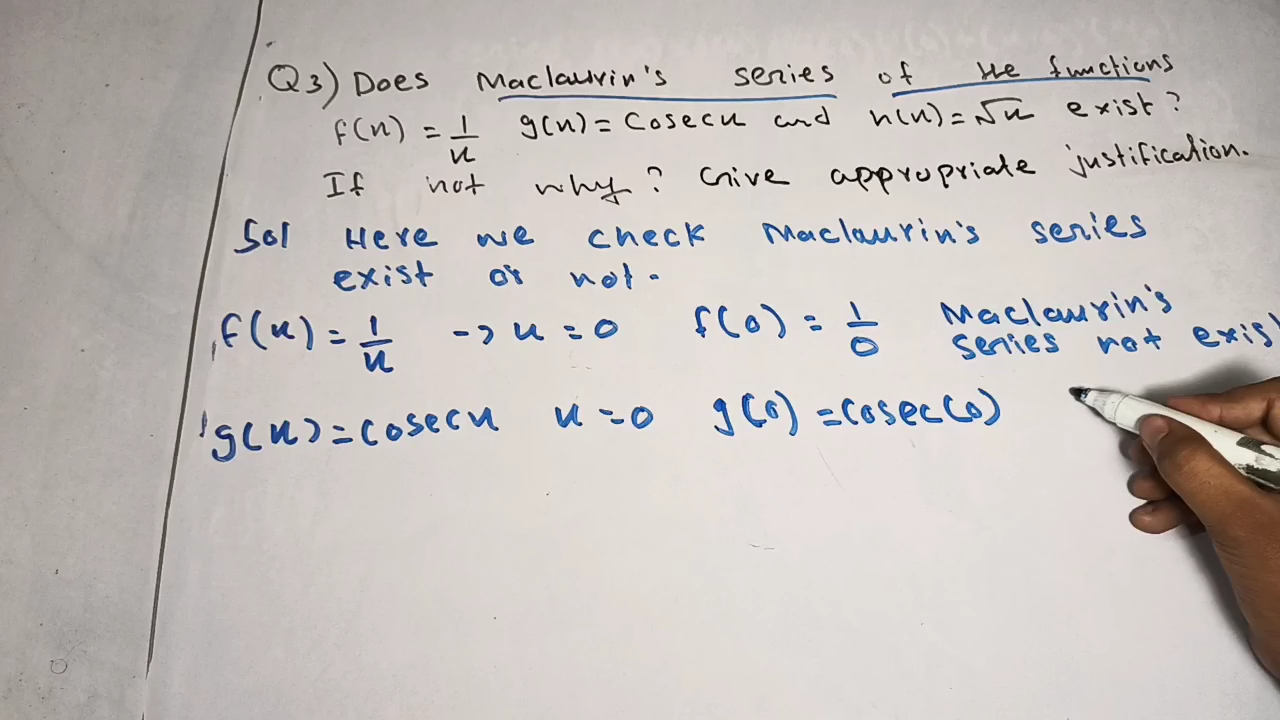 Q3) Does Maclaurin's series of the functions
f(x) = 1/x g(x) = Cosecx and h(x) = √x exist?
If not why? Give appropriate justification.
Sol Here we check Maclaurin's series
exist or not.
f(x) = 1/x -> x = 0 f(0) = 1/0 Maclaurin's
series not exist
g(x) = cosecx x = 0 g(0) = cosec(0)